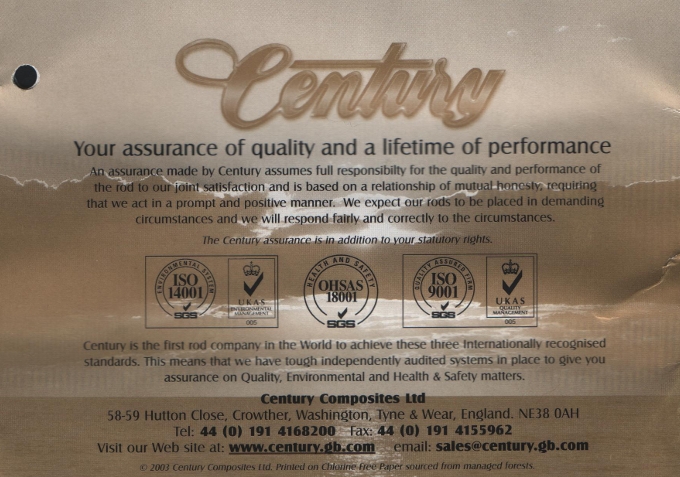 Century
Your assurance of quality and a lifetime of performance
An assurance made by Century assumes full responsibilty for the quality and performance of
the rod to our joint satisfaction and is based on a relationship of mutual honesty, requiring
that we act in a prompt and positive manner. We expect our rods to be placed in demanding
circumstances and we will respond fairly and correctly to the circumstances.
The Century assurance is in addition to your statutory rights.
ENVIRONMENTAL SYSTEM
ISO
14001
SGS
UKAS
ENVIRONMENTAL
MANAGEMENT
005
HEALTH AND SAFETY
OHSAS
18001
SGS
QUALITY ASSURED FIRM
ISO
9001
SGS
UKAS
QUALITY
MANAGEMENT
005
Century is the first rod company in the World to achieve these three Internationally recognised
standards. This means that we have tough independently audited systems in place to give you
assurance on Quality, Environmental and Health & Safety matters.
Century Composites Ltd
58-59 Hutton Close, Crowther, Washington, Tyne & Wear, England. NE38 0AH
Tel: 44 (0) 191 4168200 Fax: 44 (0) 191 4155962
Visit our Web site at: www.century.gb.com email: sales@century.gb.com
© 2003 Century Composites Ltd. Printed on Chlorine Free Paper sourced from managed forests.